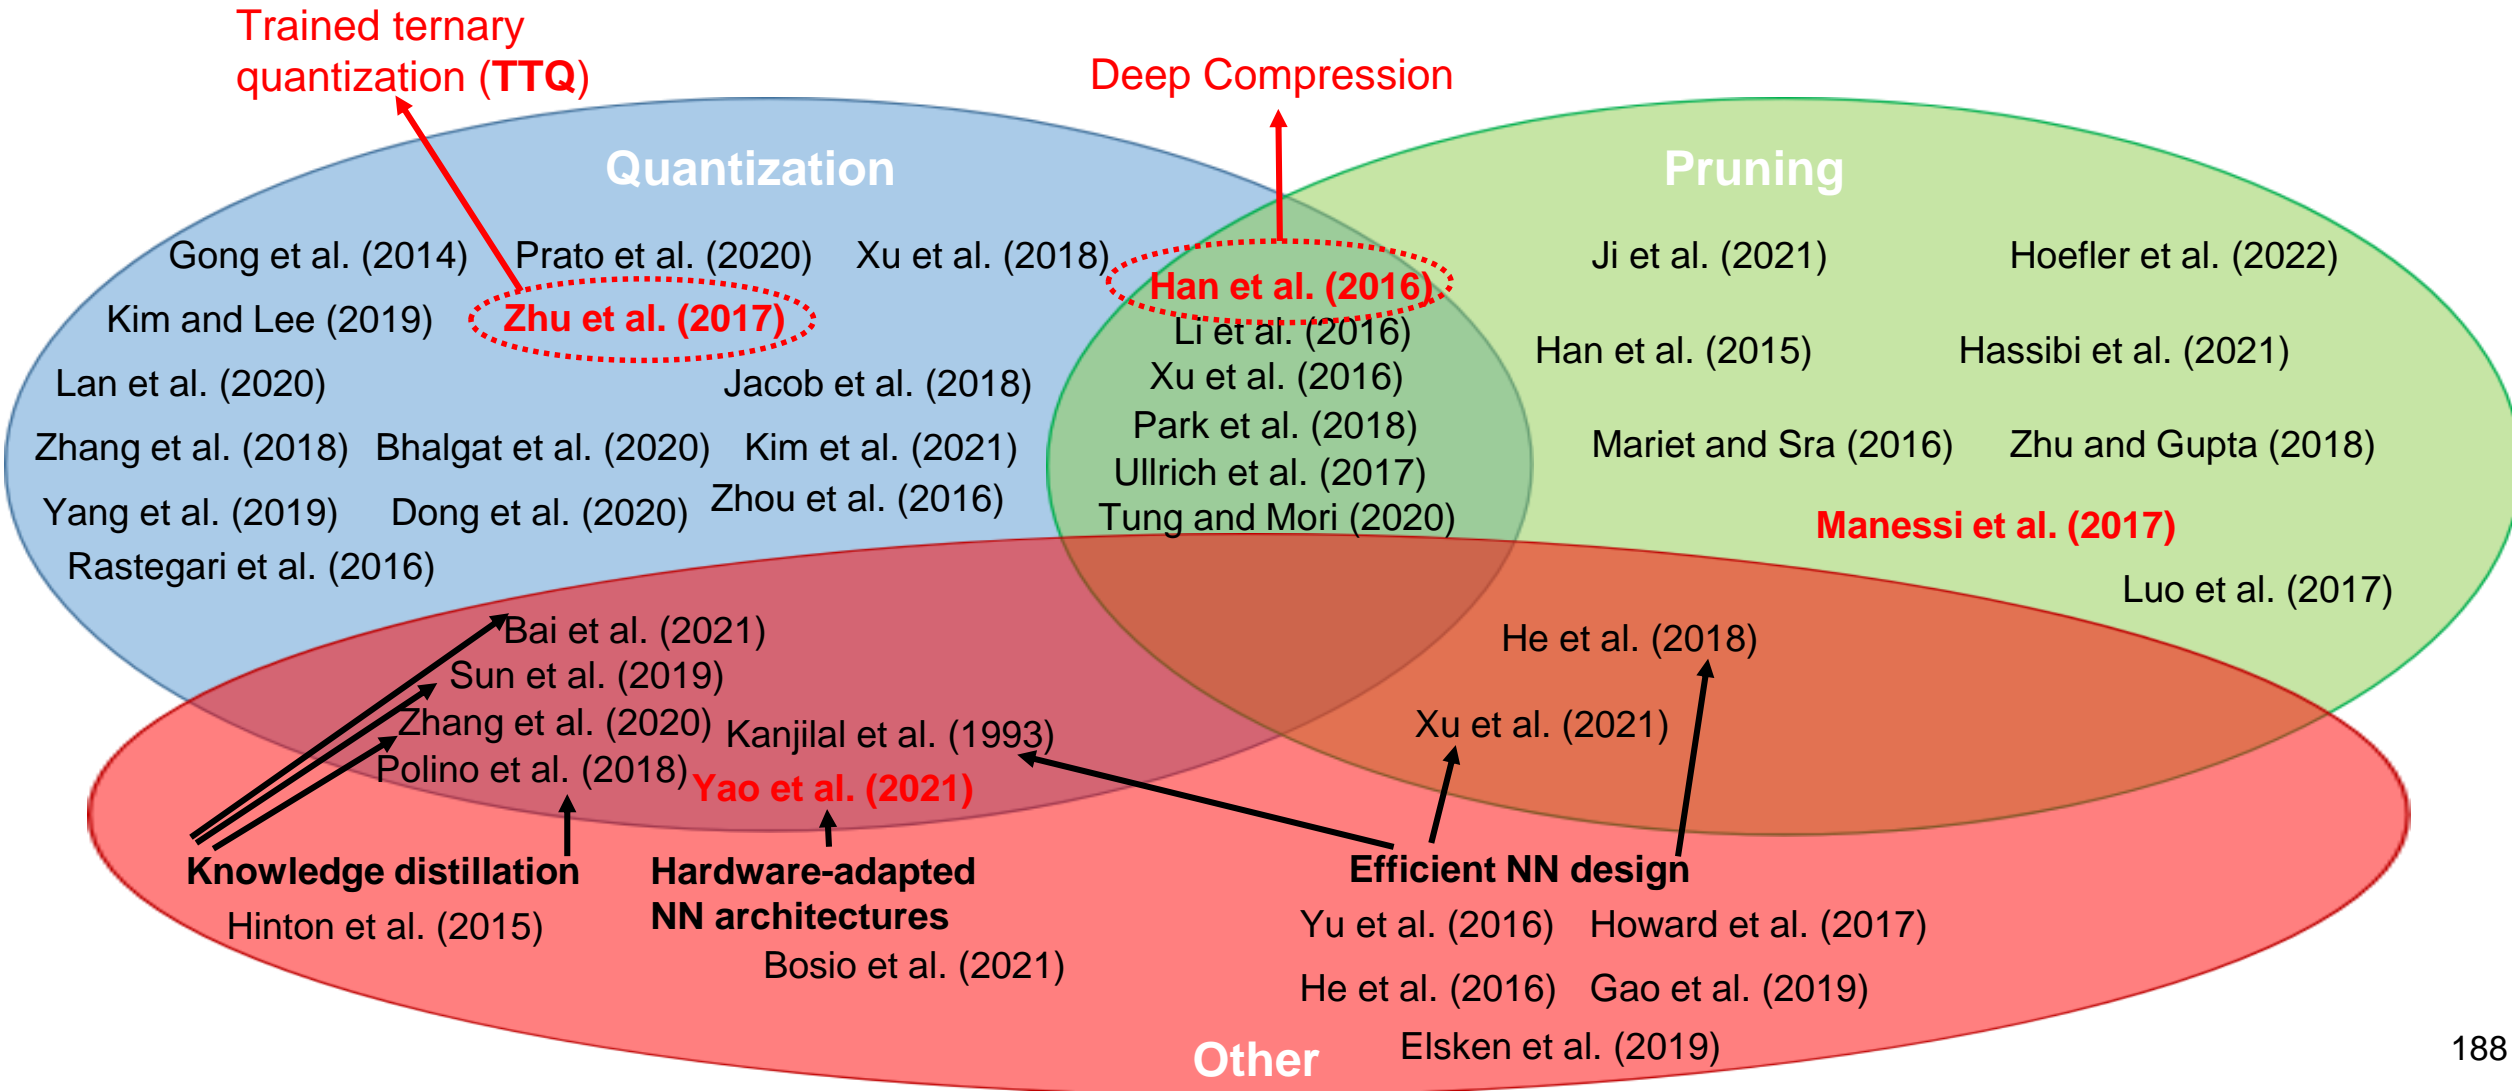 Trained ternary
quantization (TTQ)
Deep Compression
Quantization
Pruning
Gong et al. (2014)
Prato et al. (2020)
Xu et al. (2018)
Kim and Lee (2019)
Zhu et al. (2017)
Lan et al. (2020)
Jacob et al. (2018)
Zhang et al. (2018)
Bhalgat et al. (2020)
Kim et al. (2021)
Yang et al. (2019)
Dong et al. (2020)
Zhou et al. (2016)
Rastegari et al. (2016)
Han et al. (2016)
Li et al. (2016)
Xu et al. (2016)
Park et al. (2018)
Ullrich et al. (2017)
Tung and Mori (2020)
Ji et al. (2021)
Hoefler et al. (2022)
Han et al. (2015)
Hassibi et al. (2021)
Mariet and Sra (2016)
Zhu and Gupta (2018)
Manessi et al. (2017)
Luo et al. (2017)
Bai et al. (2021)
Sun et al. (2019)
Zhang et al. (2020)
Kanjilal et al. (1993)
Polino et al. (2018)
Yao et al. (2021)
He et al. (2018)
Xu et al. (2021)
Knowledge distillation
Hinton et al. (2015)
Hardware-adapted
NN architectures
Bosio et al. (2021)
Efficient NN design
Yu et al. (2016)
Howard et al. (2017)
He et al. (2016)
Gao et al. (2019)
Elsken et al. (2019)
Other
188